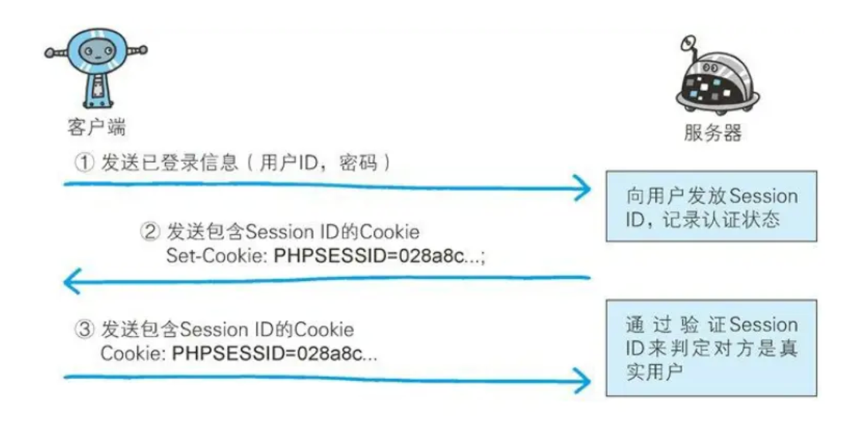 客户端
服务器
① 发送已登录信息（用户ID，密码）
向用户发放Session
ID，记录认证状态
② 发送包含Session ID的Cookie
Set-Cookie: PHPSESSID=028a8c...;
③ 发送包含Session ID的Cookie
Cookie: PHPSESSID=028a8c...
通过验证Session
ID来判定对方是真
实用户